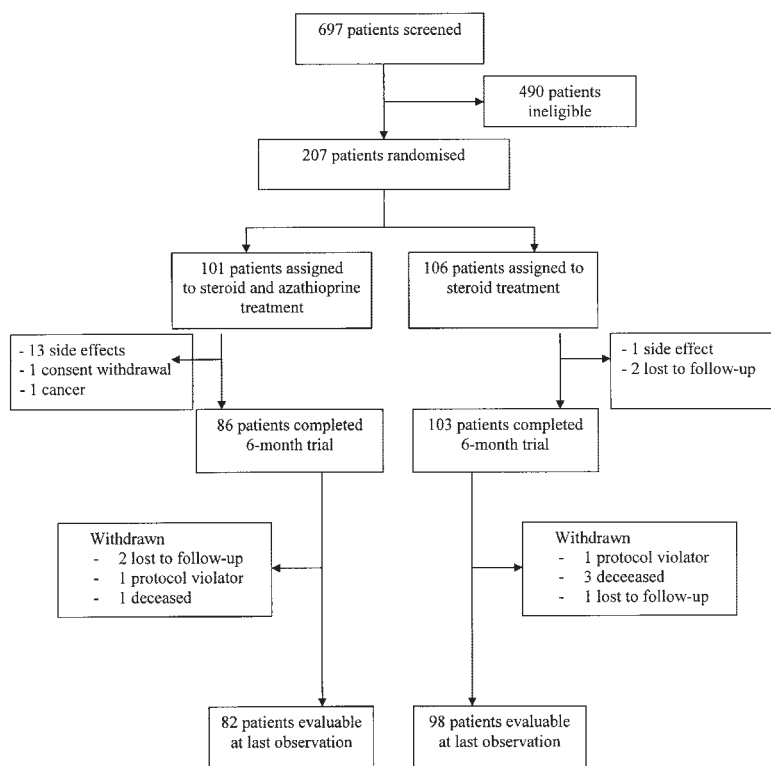 697 patients screened
490 patients
ineligible
207 patients randomised
101 patients assigned
to steroid and azathioprine
treatment
106 patients assigned to
steroid treatment
- 13 side effects
- 1 consent withdrawal
- 1 cancer
- 1 side effect
- 2 lost to follow-up
86 patients completed
6-month trial
103 patients completed
6-month trial
Withdrawn
- 2 lost to follow-up
- 1 protocol violator
- 1 deceased
Withdrawn
- 1 protocol violator
- 3 deceeased
- 1 lost to follow-up
82 patients evaluable
at last observation
98 patients evaluable
at last observation